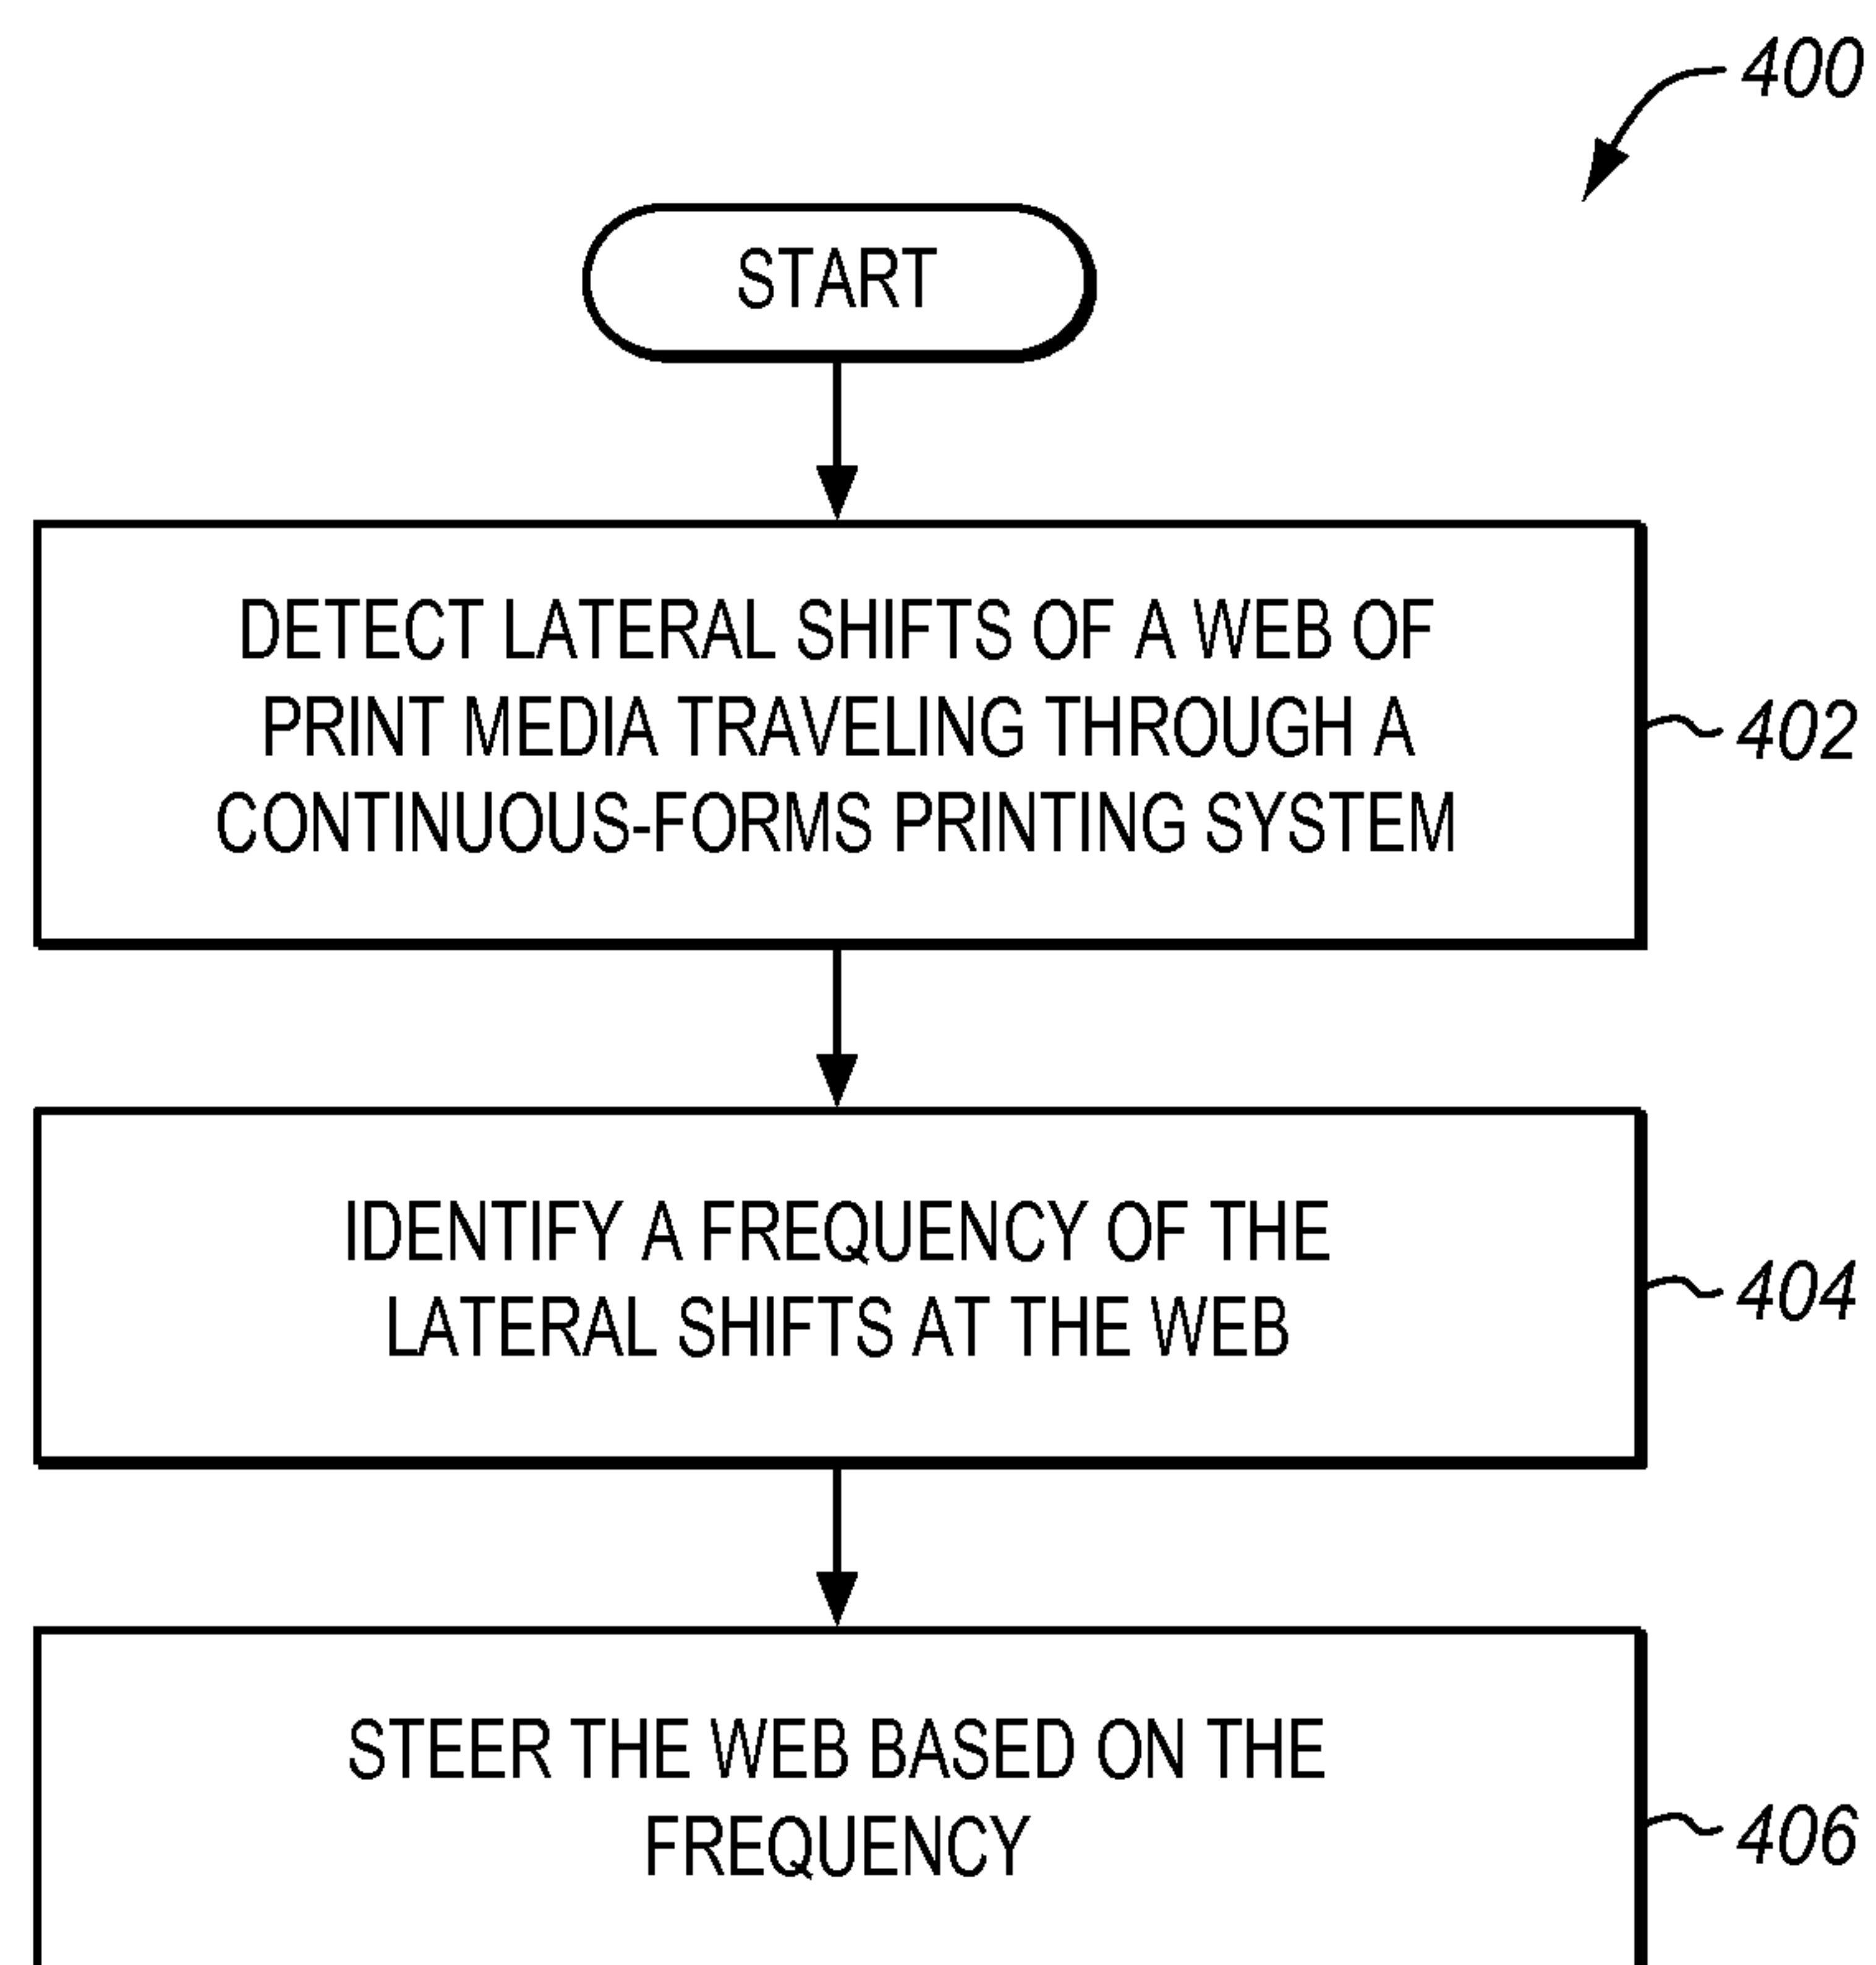 400
START
DETECT LATERAL SHIFTS OF A WEB OF
PRINT MEDIA TRAVELING THROUGH A
CONTINUOUS-FORMS PRINTING SYSTEM
402
IDENTIFY A FREQUENCY OF THE
LATERAL SHIFTS AT THE WEB
404
STEER THE WEB BASED ON THE
FREQUENCY
406